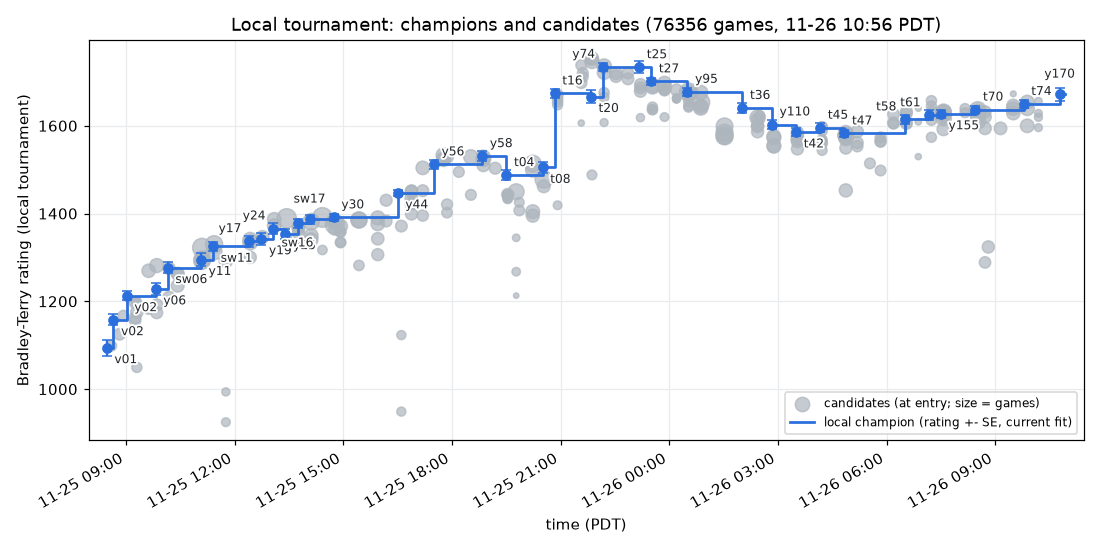 Local tournament: champions and candidates (76356 games, 11-26 10:56 PDT)
Bradley-Terry rating (local tournament)
1600
1400
1200
1000
v01
v02
y02
y06
sw06
y11
sw11
y17
y24
sw16
sw17
y30
y44
y56
y58
t04
t08
t16
t20
y74
t25
t27
y95
t36
y110
t42
t45
t47
t58
t61
y155
t70
t74
y170
candidates (at entry; size = games)
local champion (rating +- SE, current fit)
11-25 09:00
11-25 12:00
11-25 15:00
11-25 18:00
11-25 21:00
11-26 00:00
11-26 03:00
11-26 06:00
11-26 09:00
time (PDT)